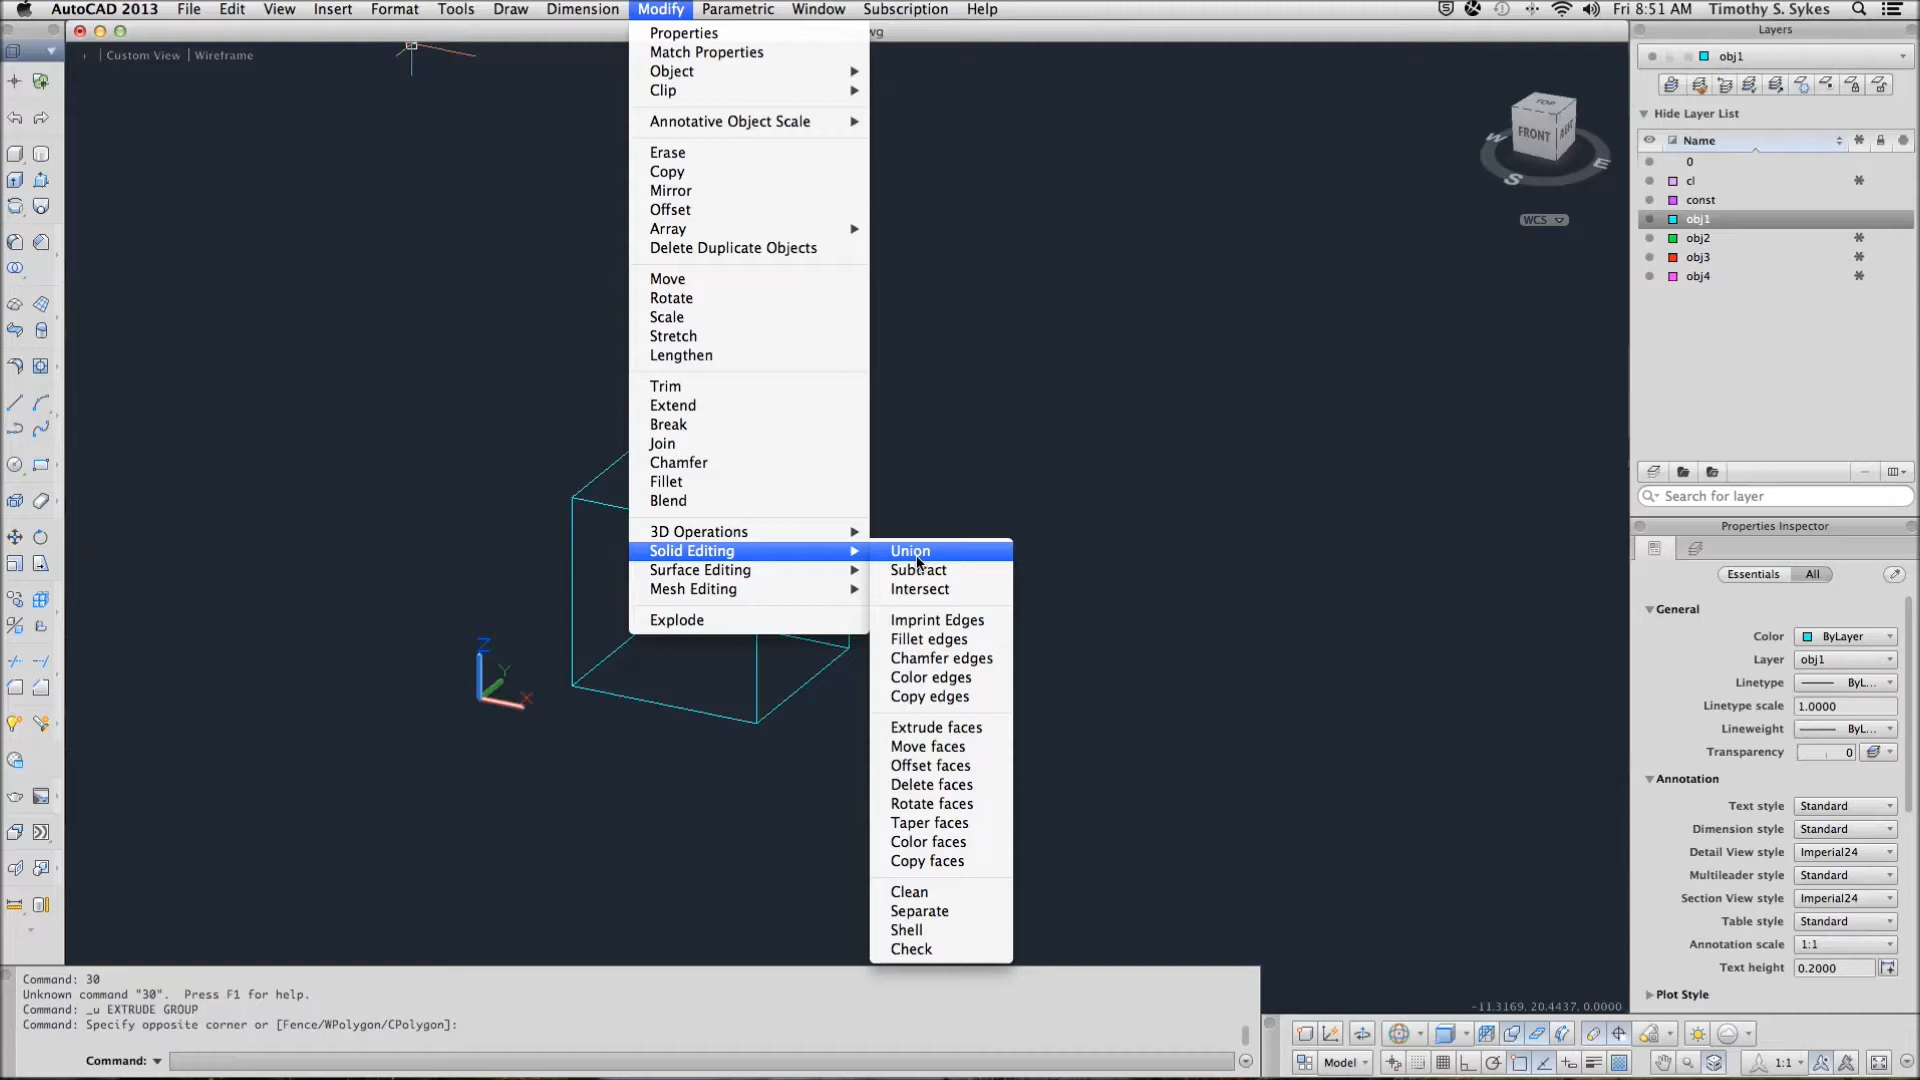 AutoCAD 2013 File Edit View Insert Format Tools Draw Dimension Modify Parametric Window Subscription Help Fri 8:51 AM Timothy S. Sykes
wg
+ | Custom View | Wireframe
Properties
Match Properties
Object
Clip
Annotative Object Scale
Erase
Copy
Mirror
Offset
Array
Delete Duplicate Objects
Move
Rotate
Scale
Stretch
Lengthen
Trim
Extend
Break
Join
Chamfer
Fillet
Blend
3D Operations
Solid Editing
Surface Editing
Mesh Editing
Explode
Union
Subtract
Intersect
Imprint Edges
Fillet edges
Chamfer edges
Color edges
Copy edges
Extrude faces
Move faces
Offset faces
Delete faces
Rotate faces
Taper faces
Color faces
Copy faces
Clean
Separate
Shell
Check
TOP
FRONT
W
E
S
WCS
Z
Y
X
Layers
obj1
Hide Layer List
Name
0
cl
const
obj1
obj2
obj3
obj4
Search for layer
Properties Inspector
Essentials All
General
Color ByLayer
Layer obj1
Linetype ByL...
Linetype scale 1.0000
Lineweight ByL...
Transparency 0
Annotation
Text style Standard
Dimension style Standard
Detail View style Imperial24
Multileader style Standard
Section View style Imperial24
Table style Standard
Annotation scale 1:1
Text height 0.2000
Plot Style
Command: 30
Unknown command "30". Press F1 for help.
Command: _u EXTRUDE GROUP
Command: Specify opposite corner or [Fence/WPolygon/CPolygon]:
Command:
-11.3169, 20.4437, 0.0000
Model
1:1